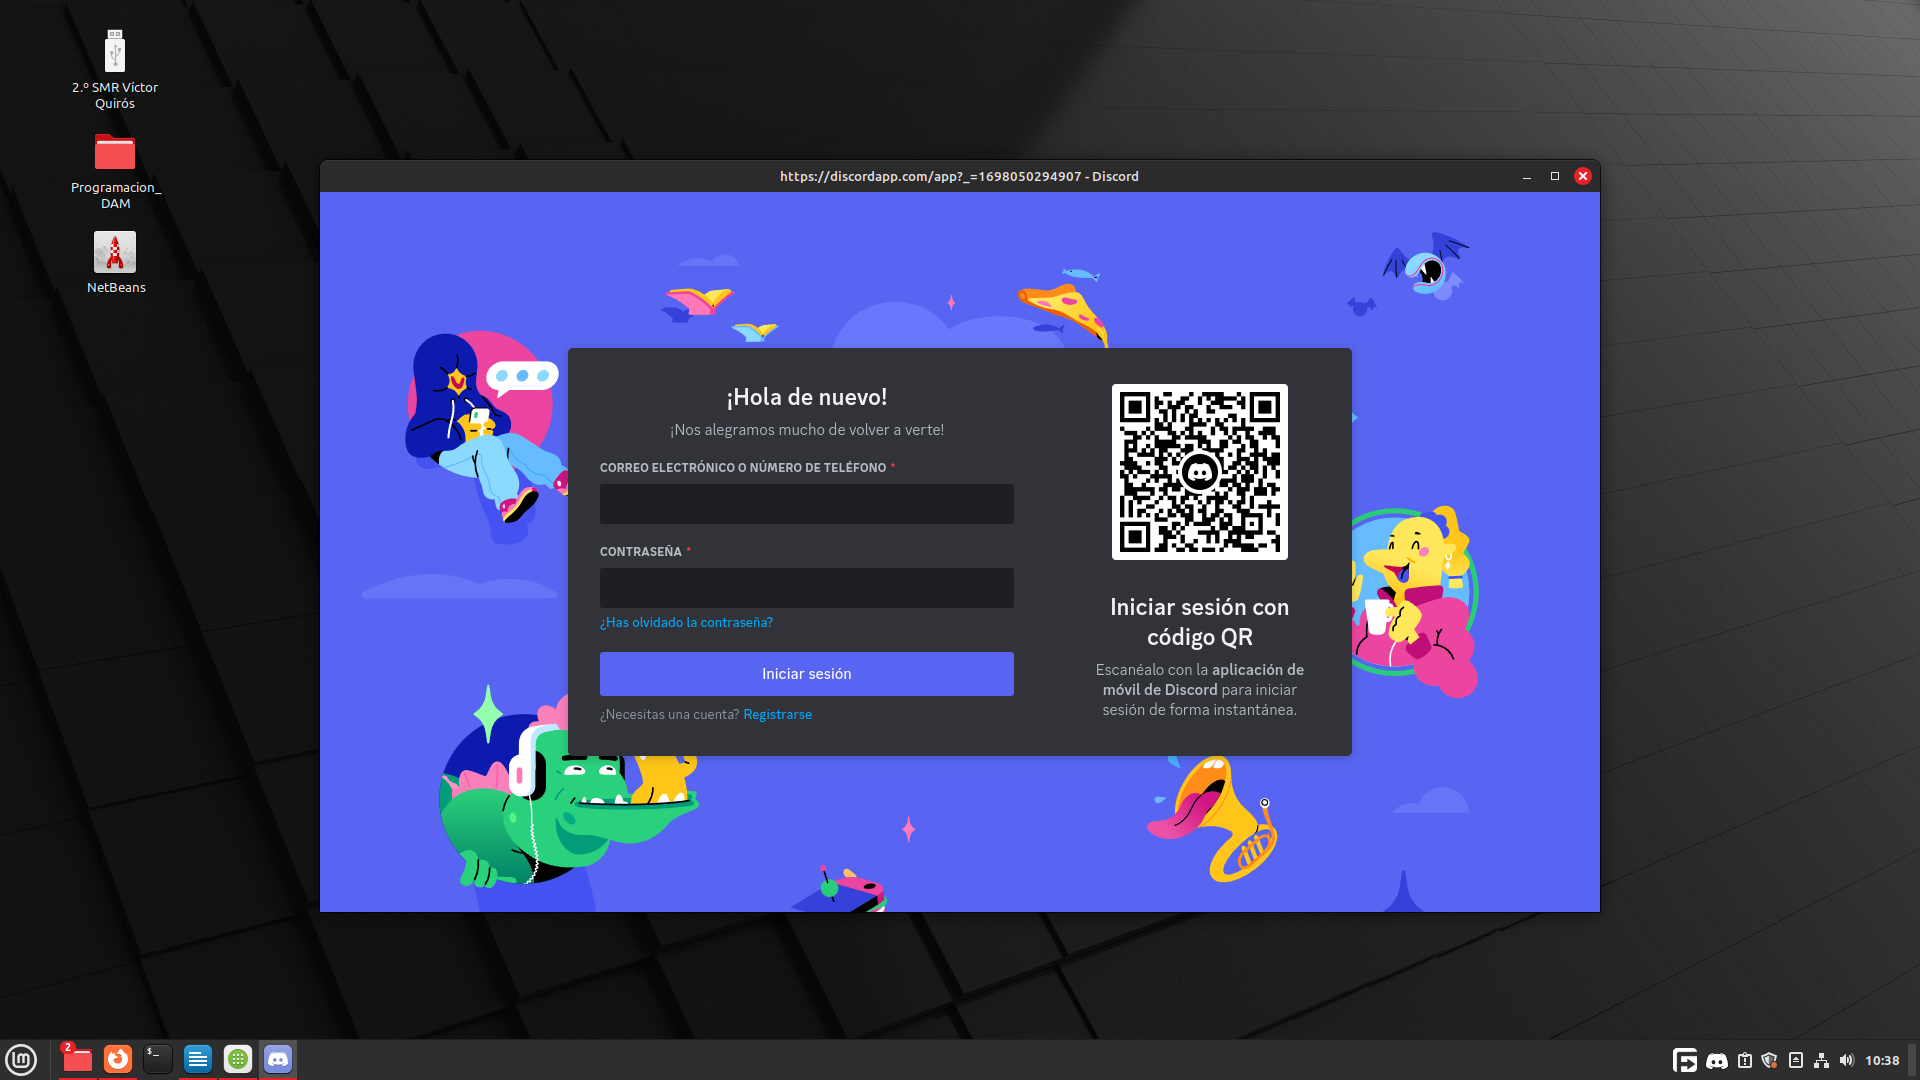 2.º SMR Víctor
Quirós
Programacion_
DAM
NetBeans
https://discordapp.com/app?_=1698050294907 - Discord
¡Hola de nuevo!
¡Nos alegramos mucho de volver a verte!
CORREO ELECTRÓNICO O NÚMERO DE TELÉFONO *
CONTRASEÑA *
¿Has olvidado la contraseña?
Iniciar sesión
¿Necesitas una cuenta? Registrarse
Iniciar sesión con
código QR
Escanéalo con la aplicación de
móvil de Discord para iniciar
sesión de forma instantánea.
2
$_
10:38